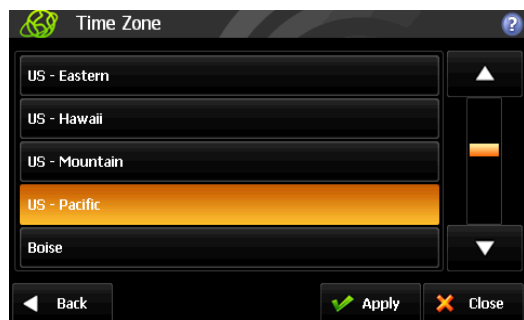 Time Zone
?
US - Eastern
US - Hawaii
US - Mountain
US - Pacific
Boise
Back
Apply
Close